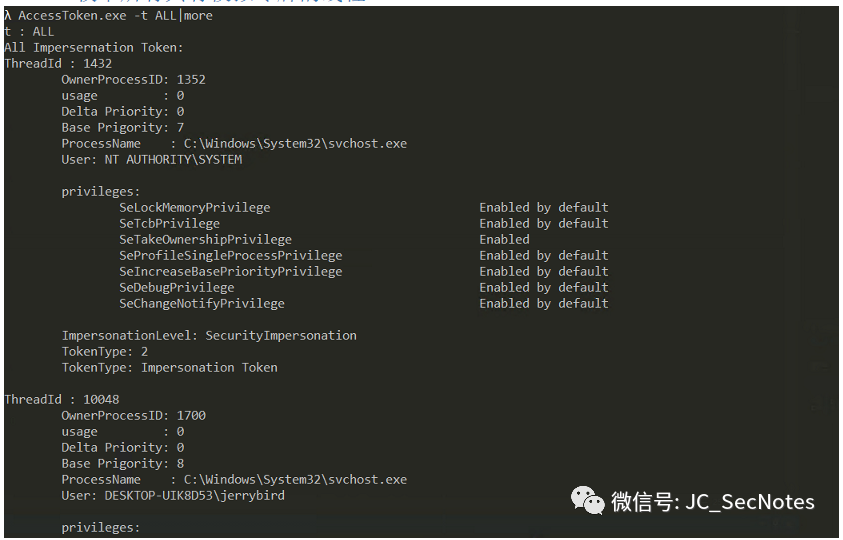 λ AccessToken.exe -t ALL|more
t : ALL
All Impersernation Token:
ThreadId : 1432
OwnerProcessID: 1352
usage : 0
Delta Priority: 0
Base Prigority: 7
ProcessName : C:\Windows\System32\svchost.exe
User: NT AUTHORITY\SYSTEM
privileges:
SeLockMemoryPrivilege Enabled by default
SeTcbPrivilege Enabled by default
SeTakeOwnershipPrivilege Enabled
SeProfileSingleProcessPrivilege Enabled by default
SeIncreaseBasePriorityPrivilege Enabled by default
SeDebugPrivilege Enabled by default
SeChangeNotifyPrivilege Enabled by default
ImpersonationLevel: SecurityImpersonation
TokenType: 2
TokenType: Impersonation Token
ThreadId : 10048
OwnerProcessID: 1700
usage : 0
Delta Priority: 0
Base Prigority: 8
ProcessName : C:\Windows\System32\svchost.exe
User: DESKTOP-UIK8D53\jerrybird
微信号: JC_SecNotes
privileges: